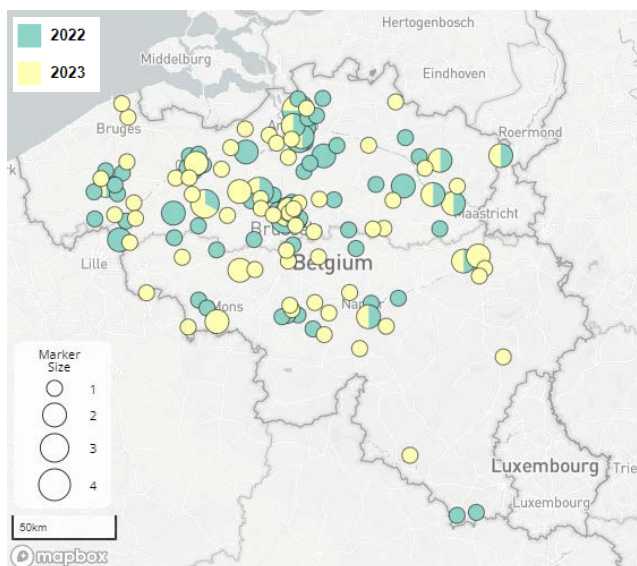 2022
2023
Hertogenbosch
Middelburg
Eindhoven
Bruges
Roermond
Maastricht
Lille
Belgium
Mons
Marker
Size
1
2
3
4
Luxembourg
Luxembourg
50km
mapbox